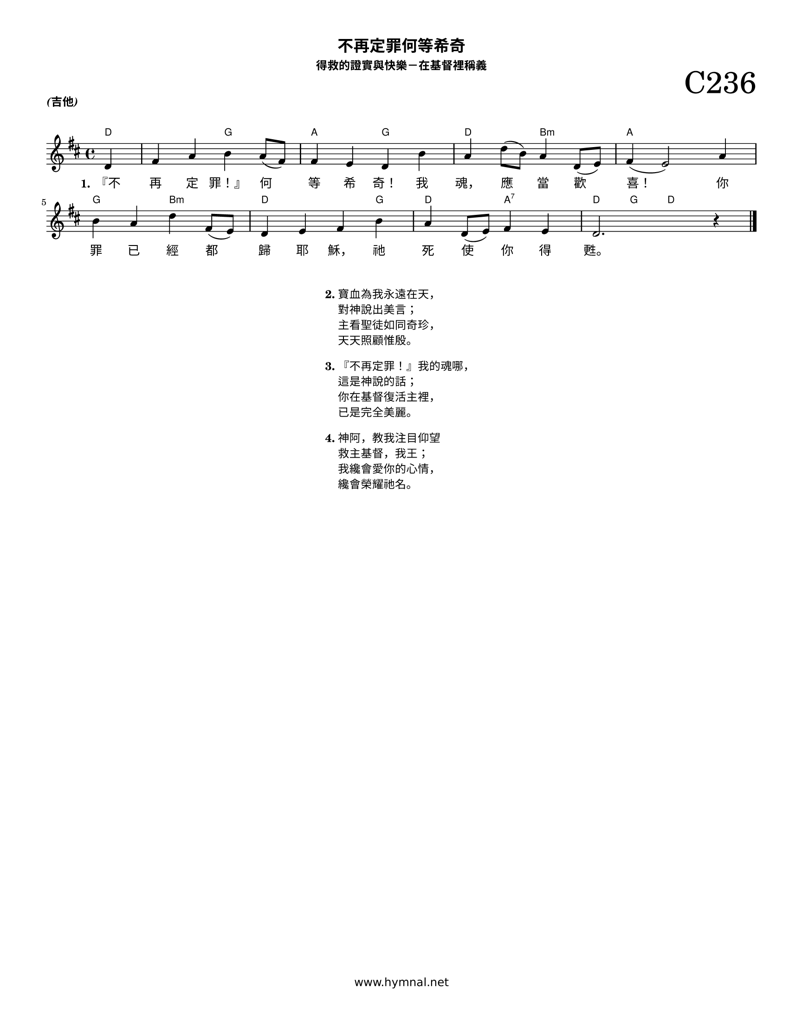 不再定罪何等希奇
得救的證實與快樂－在基督裡稱義
C236
(吉他)
D G A G D Bm A
1. 『不 再 定 罪！』 何 等 希 奇！ 我 魂， 應 當 歡 喜！ 你
5 G Bm D G D A7 D G D
罪 已 經 都 歸 耶 穌， 祂 死 使 你 得 甦。
2. 寶血為我永遠在天，
對神說出美言；
主看聖徒如同奇珍，
天天照顧惟殷。
3. 『不再定罪！』我的魂哪，
這是神說的話；
你在基督復活主裡，
已是完全美麗。
4. 神阿，教我注目仰望
救主基督，我王；
我纔會愛你的心情，
纔會榮耀祂名。
www.hymnal.net